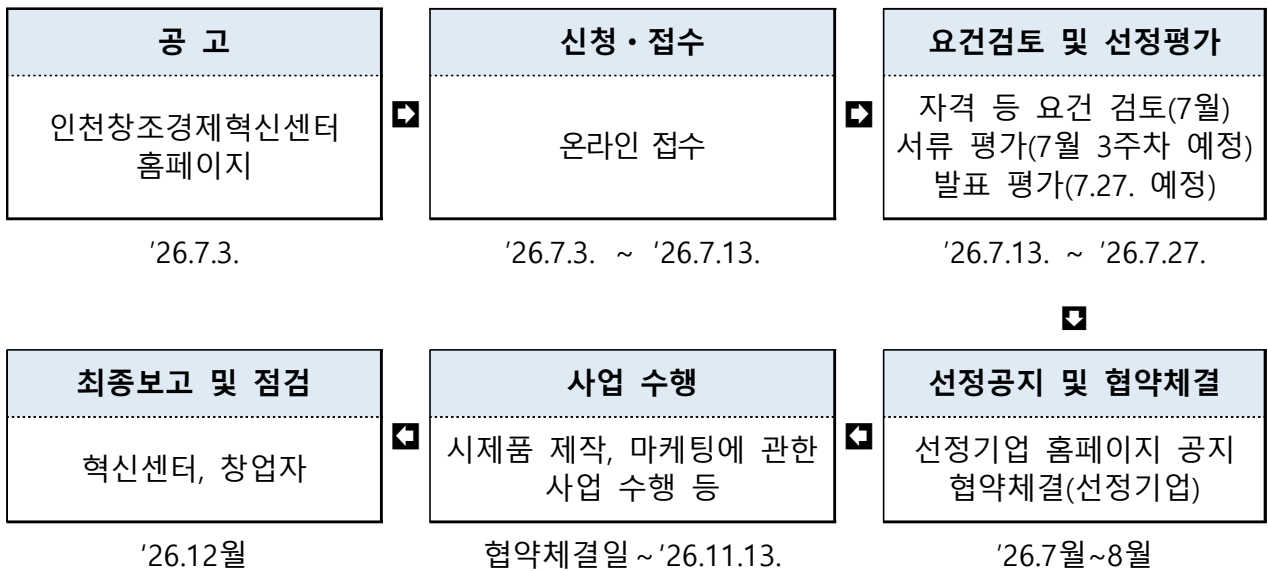 공 고
인천창조경제혁신센터
홈페이지
′26.7.3.
신청・접수
온라인 접수
′26.7.3. ~ ′26.7.13.
요건검토 및 선정평가
자격 등 요건 검토(7월)
서류 평가(7월 3주차 예정)
발표 평가(7.27. 예정)
′26.7.13. ~ ′26.7.27.
선정공지 및 협약체결
선정기업 홈페이지 공지
협약체결(선정기업)
′26.7월~8월
사업 수행
시제품 제작, 마케팅에 관한
사업 수행 등
협약체결일 ~ ′26.11.13.
최종보고 및 점검
혁신센터, 창업자
′26.12월